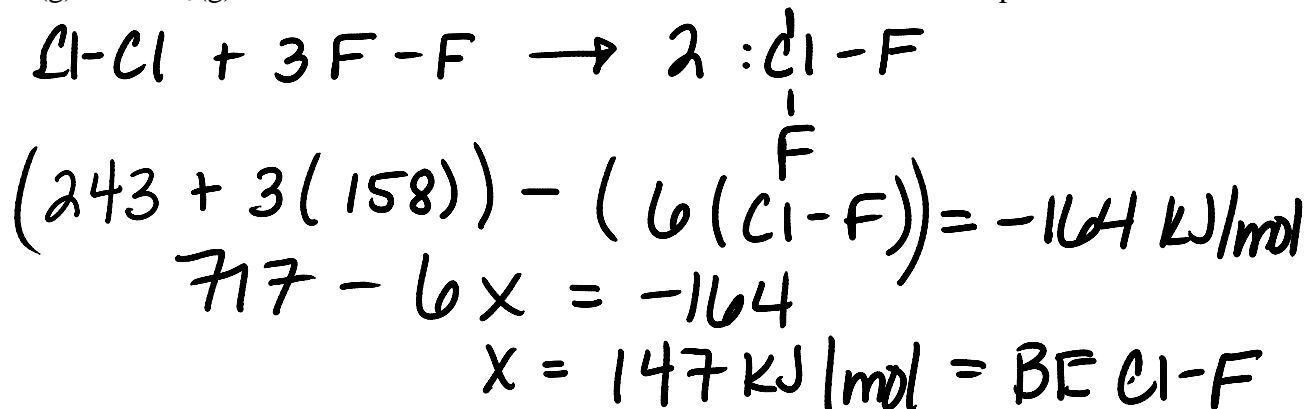 Cl-Cl + 3 F-F → 2 :Cl-F
F
(243 + 3(158)) - (6(Cl-F)) = -164 kJ/mol
717 - 6x = -164
x = 147 kJ/mol = BE Cl-F